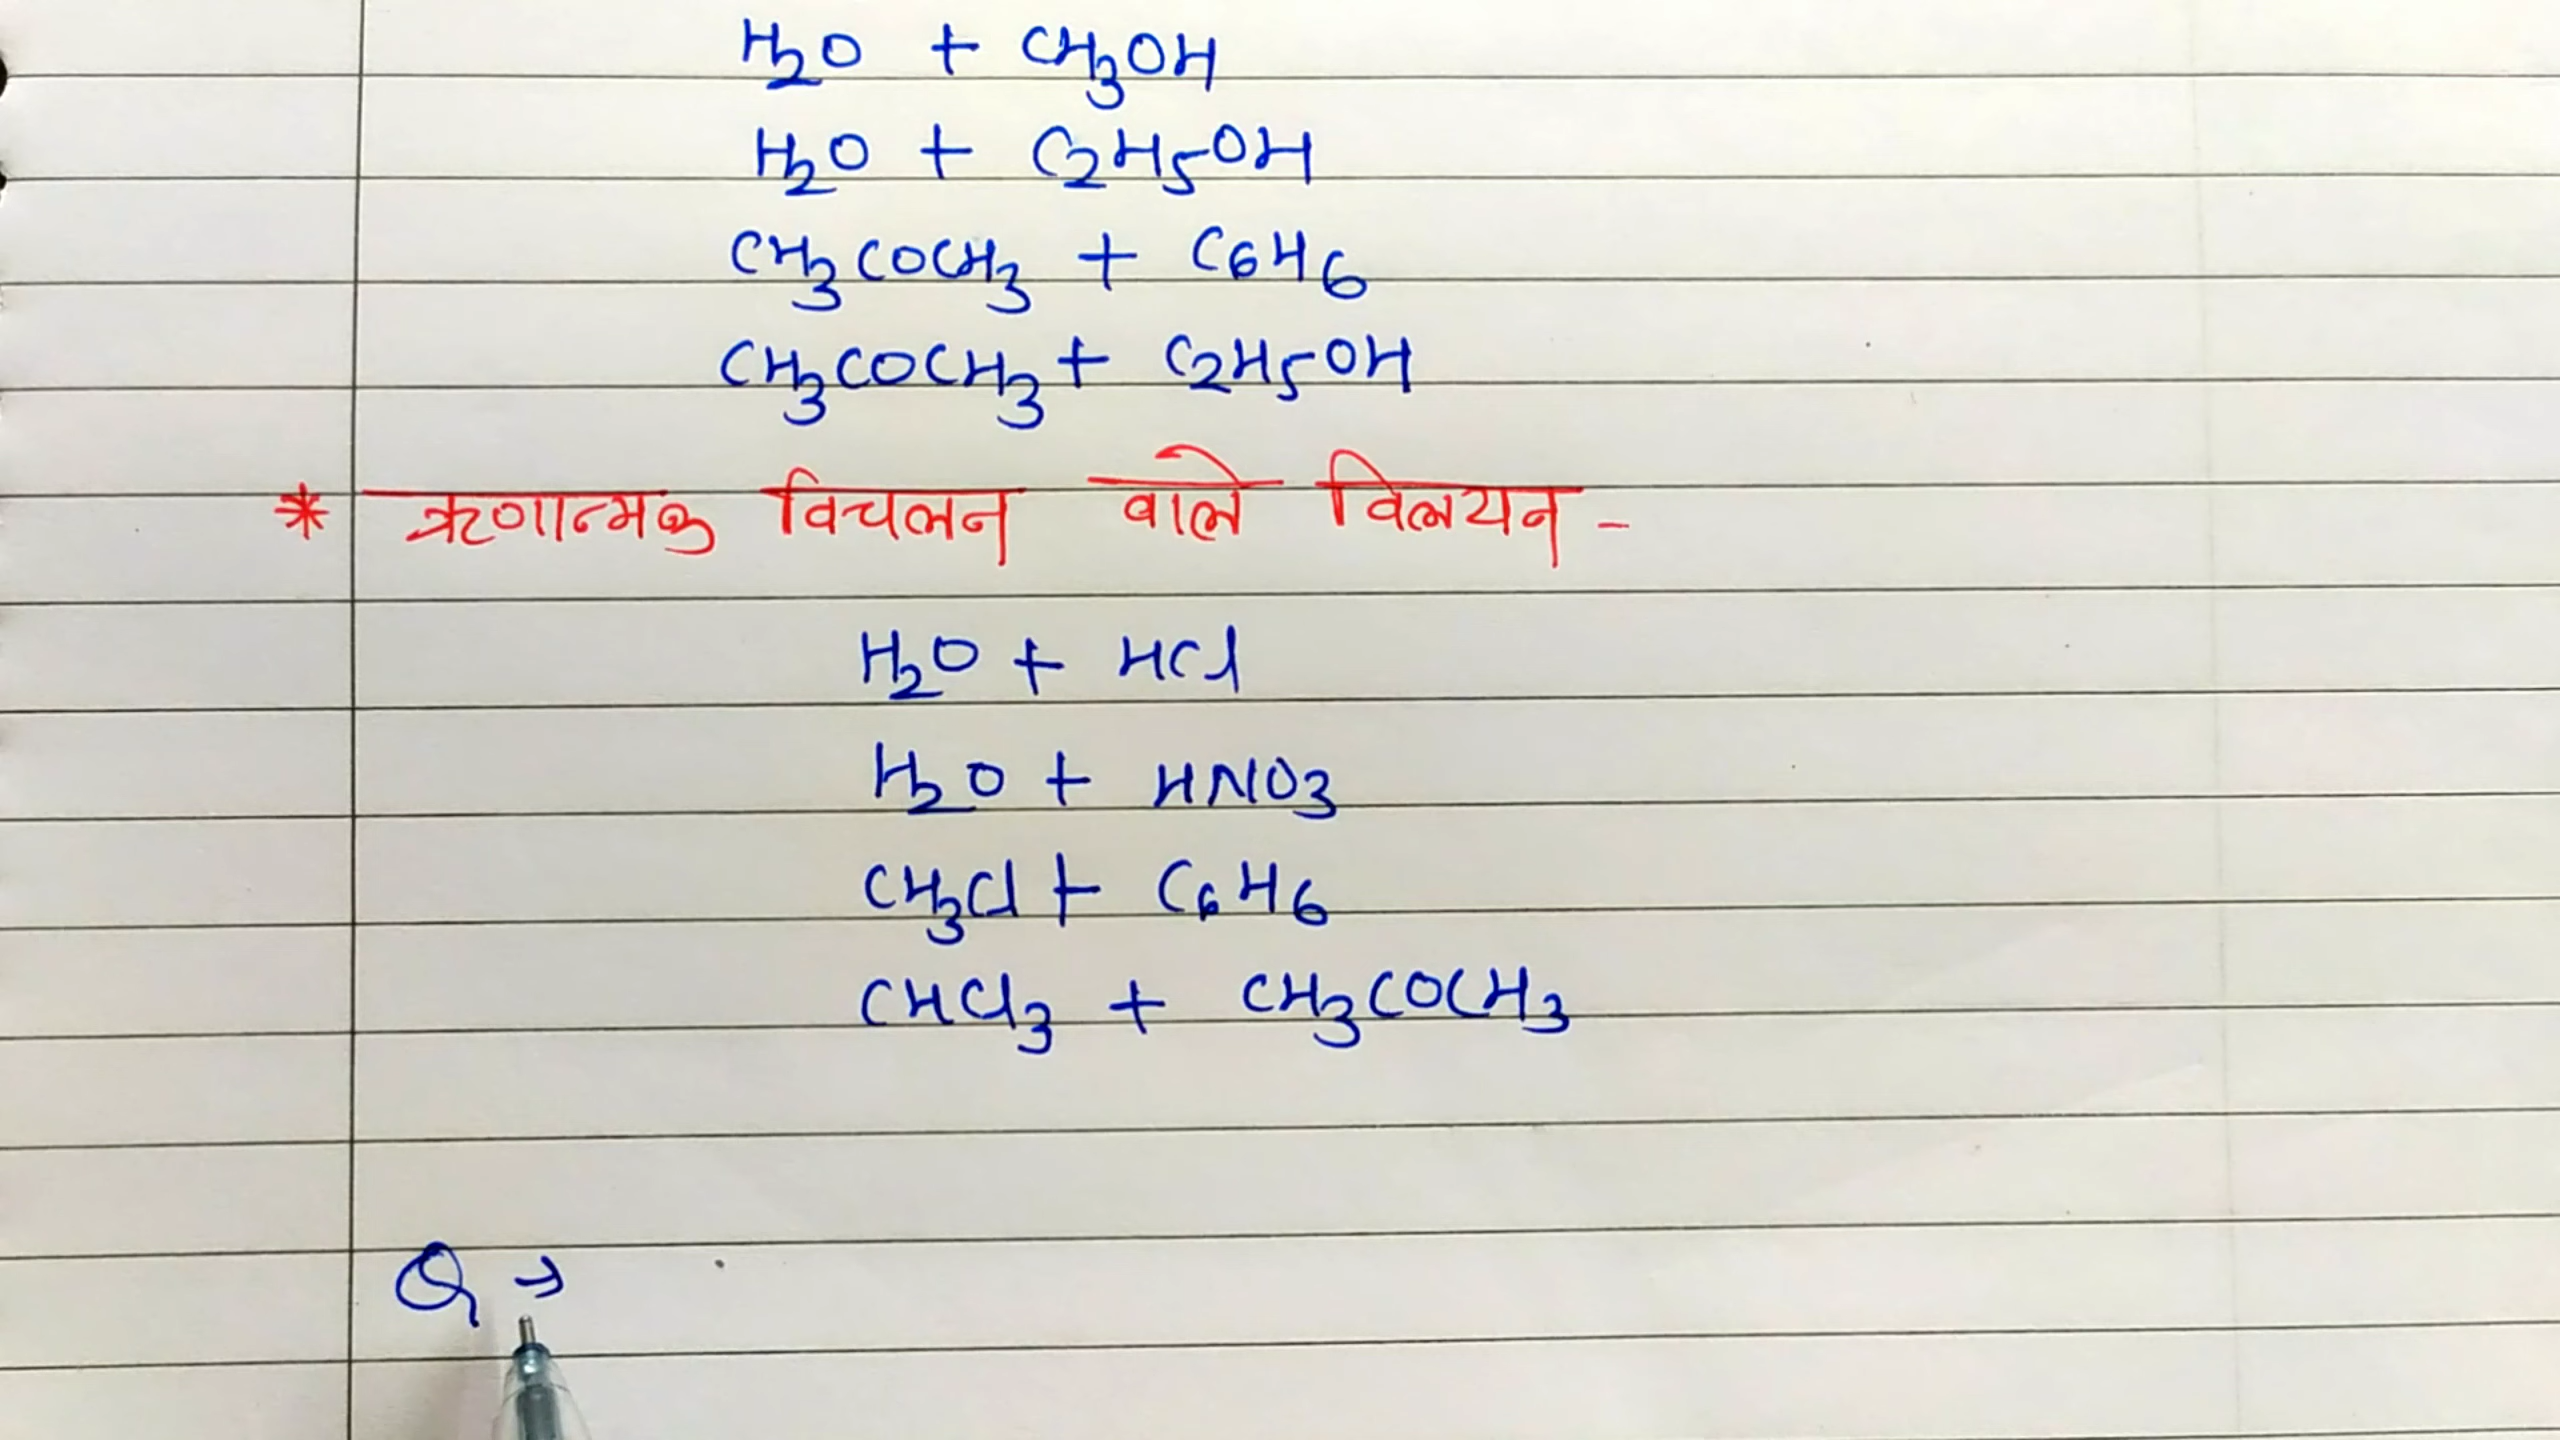 H₂O + CH₃OH
H₂O + C₂H₅OH
CH₃COCH₃ + C₆H₆
CH₃COCH₃ + C₂H₅OH
* ऋणान्मक विचलन वाले विलयन -
H₂O + HCl
H₂O + HNO₃
CH₃Cl + C₆H₆
CHCl₃ + CH₃COCH₃
Q →